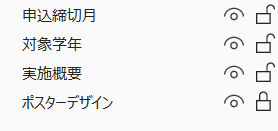 申込締切月
対象学年
実施概要
ポスターデザイン